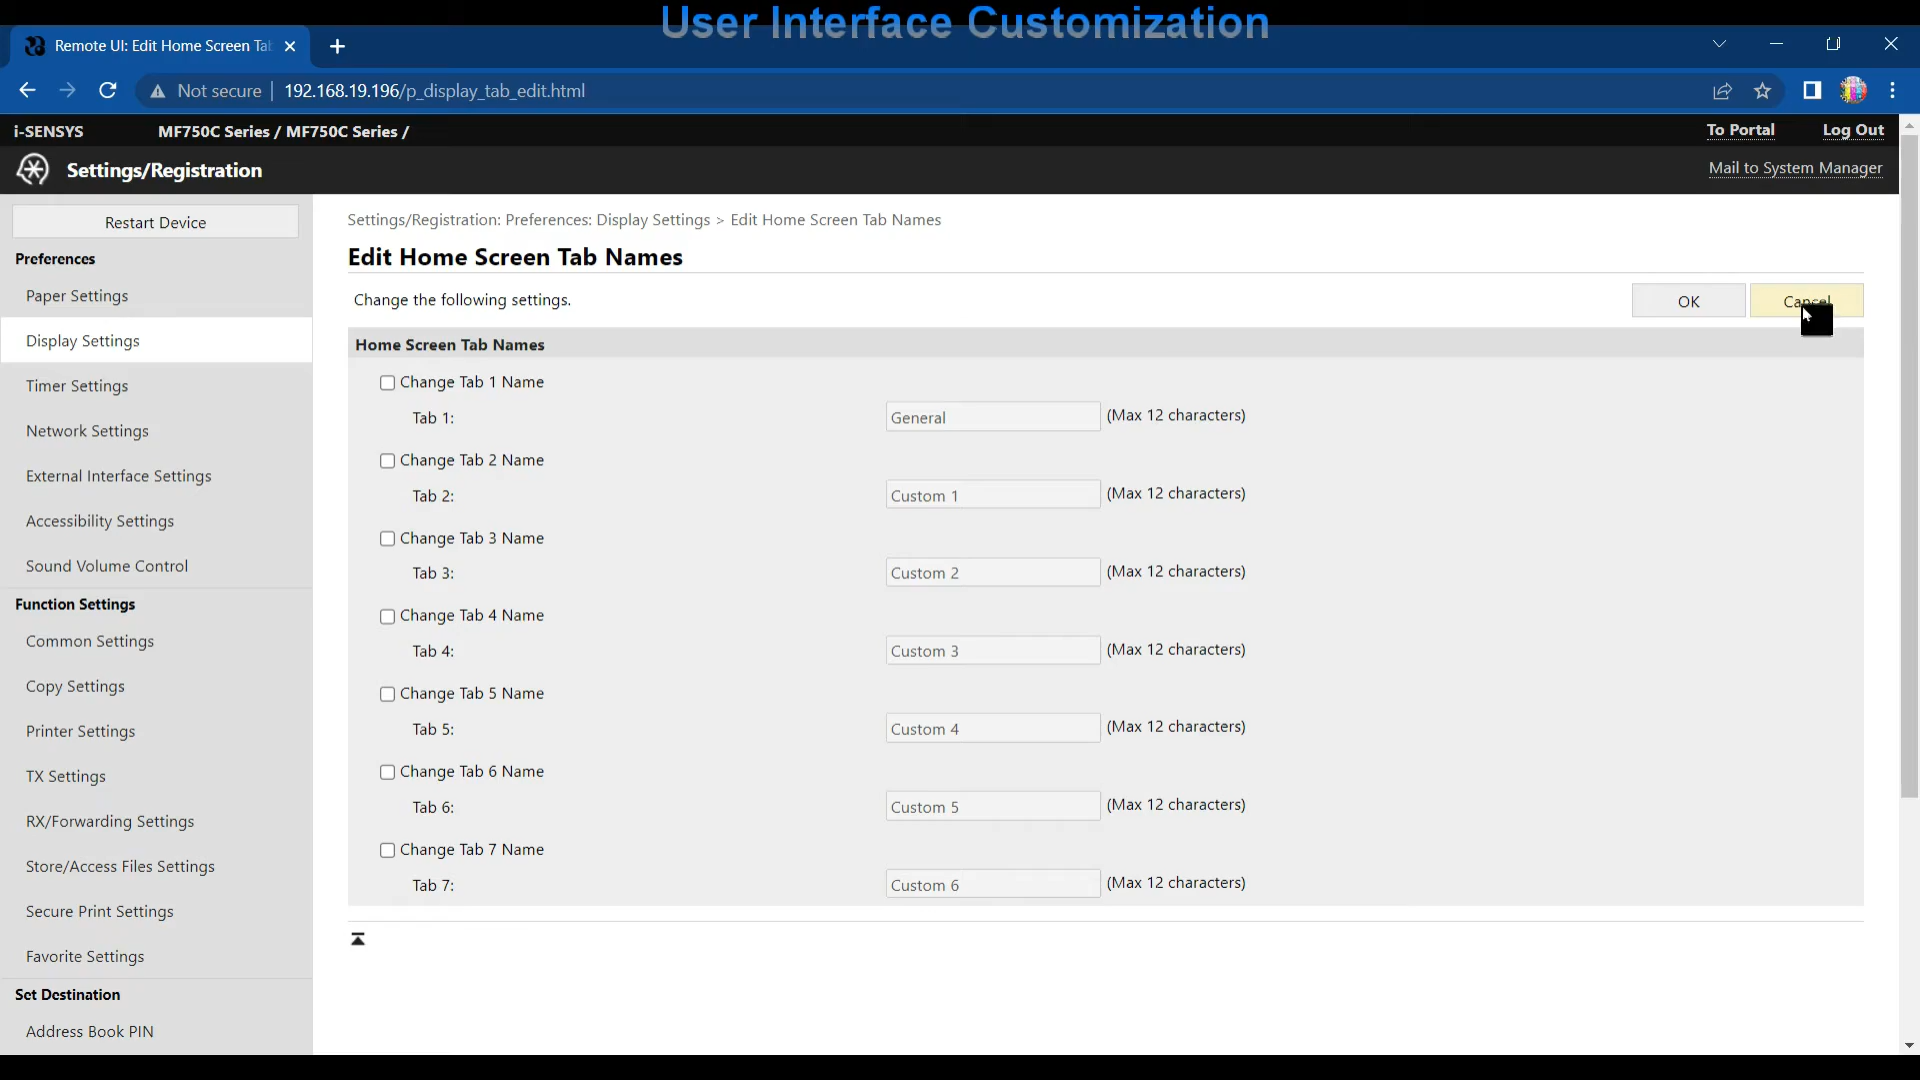 User Interface Customization
Remote UI: Edit Home Screen Tab
Not secure | 192.168.19.196/p_display_tab_edit.html
i-SENSYS MF750C Series / MF750C Series / To Portal Log Out
Settings/Registration Mail to System Manager
Restart Device
Preferences
Paper Settings
Display Settings
Timer Settings
Network Settings
External Interface Settings
Accessibility Settings
Sound Volume Control
Function Settings
Common Settings
Copy Settings
Printer Settings
TX Settings
RX/Forwarding Settings
Store/Access Files Settings
Secure Print Settings
Favorite Settings
Set Destination
Address Book PIN
Settings/Registration: Preferences: Display Settings > Edit Home Screen Tab Names
Edit Home Screen Tab Names
Change the following settings. OK Cancel
Home Screen Tab Names
Change Tab 1 Name
Tab 1: General (Max 12 characters)
Change Tab 2 Name
Tab 2: Custom 1 (Max 12 characters)
Change Tab 3 Name
Tab 3: Custom 2 (Max 12 characters)
Change Tab 4 Name
Tab 4: Custom 3 (Max 12 characters)
Change Tab 5 Name
Tab 5: Custom 4 (Max 12 characters)
Change Tab 6 Name
Tab 6: Custom 5 (Max 12 characters)
Change Tab 7 Name
Tab 7: Custom 6 (Max 12 characters)